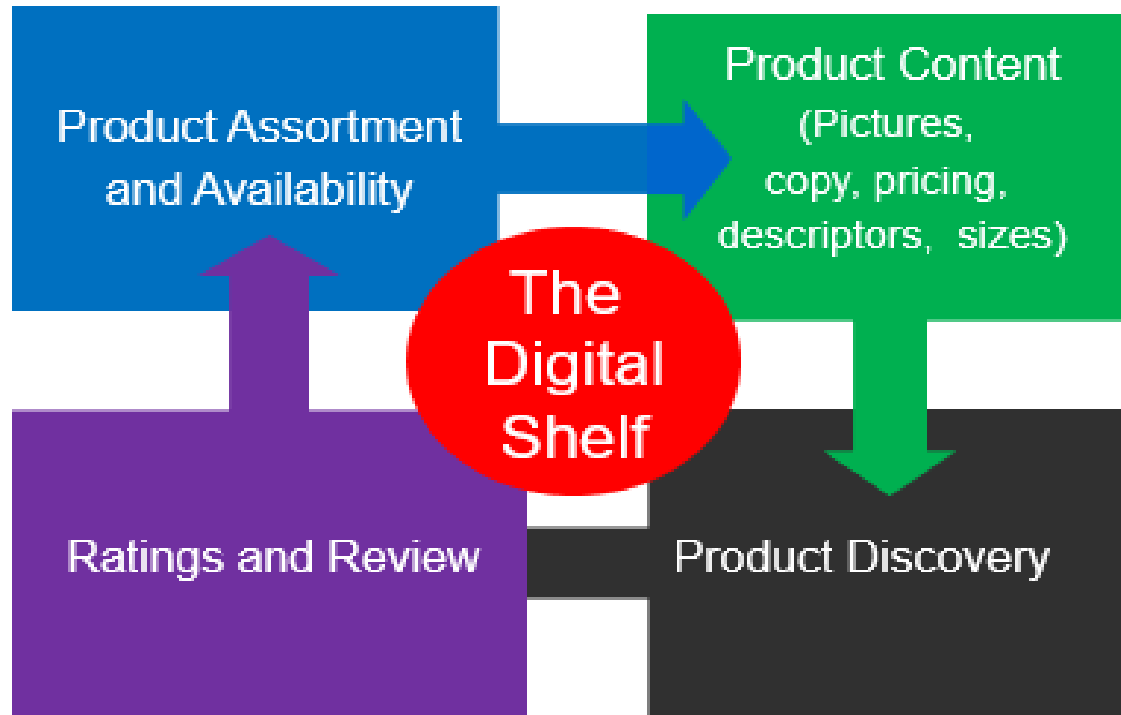 Product Assortment
and Availability
Product Content
(Pictures,
copy, pricing,
descriptors, sizes)
The
Digital
Shelf
Ratings and Review
Product Discovery